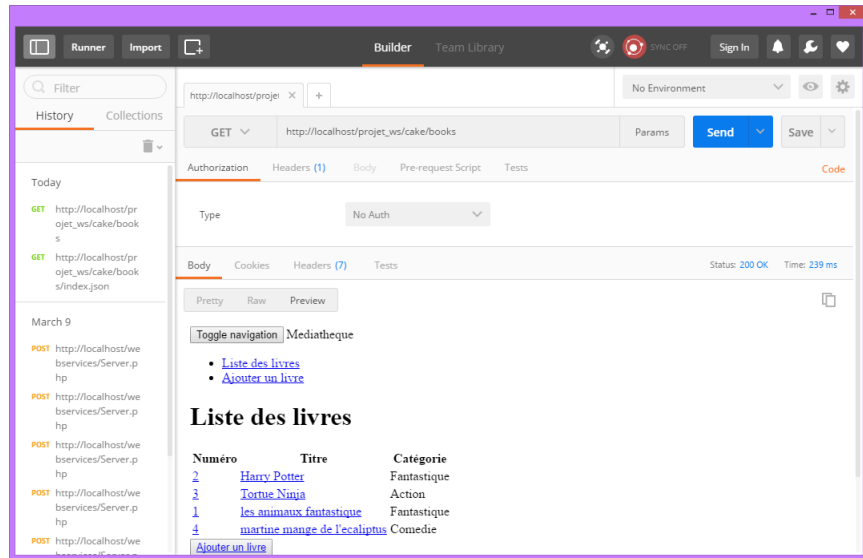 Runner Import Builder Team Library SYNC OFF Sign In
Filter
History Collections
Today
GET http://localhost/pr
ojet_ws/cake/book
s
GET http://localhost/pr
ojet_ws/cake/book
s/index.json
March 9
POST http://localhost/we
bservices/Server.p
hp
POST http://localhost/we
bservices/Server.p
hp
POST http://localhost/we
bservices/Server.p
hp
POST http://localhost/we
bservices/Server.p
hp
POST http://localhost/we
bservices/Server.p
http://localhost/projet
No Environment
GET http://localhost/projet_ws/cake/books Params Send Save
Authorization Headers (1) Body Pre-request Script Tests Code
Type No Auth
Body Cookies Headers (7) Tests Status: 200 OK Time: 239 ms
Pretty Raw Preview
Toggle navigation Mediatheque
Liste des livres
Ajouter un livre
Liste des livres
Numéro Titre Catégorie
2 Harry Potter Fantastique
3 Tortue Ninja Action
1 les animaux fantastique Fantastique
4 martine mange de l'ecaliptus Comedie
Ajouter un livre